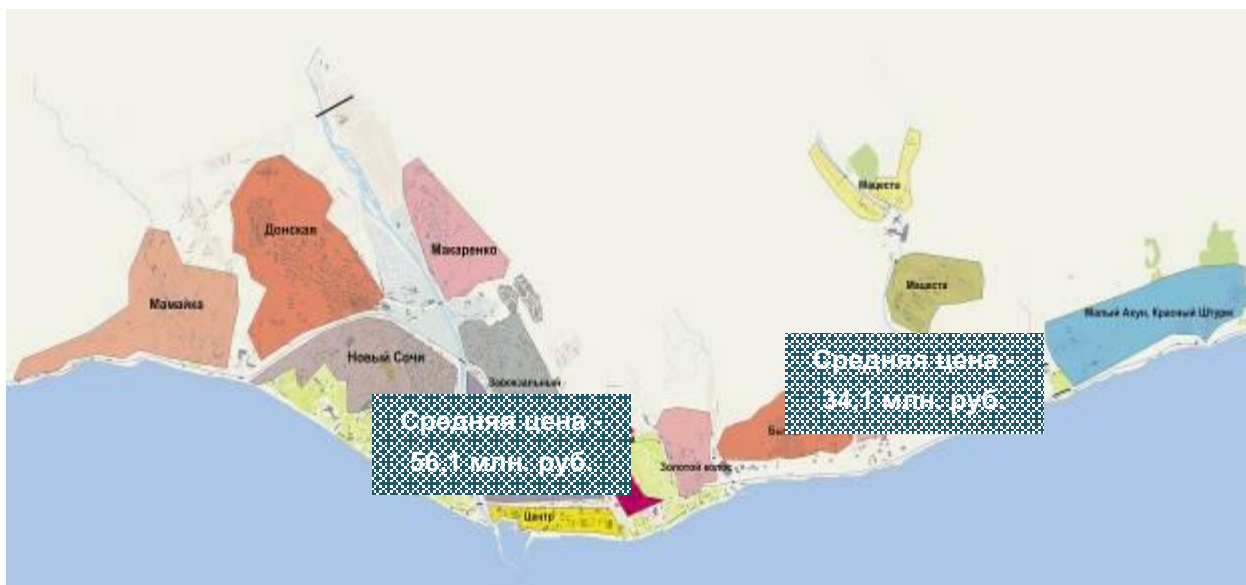 Мацеста
Донская
Макаренко
Мацеста
Мамайка
Малый Ахун, Красный Штурм
Новый Сочи
Завокзальный
Средняя цена -
34,1 млн. руб.
Средняя цена -
56,1 млн. руб.
Золотой колос
Центр